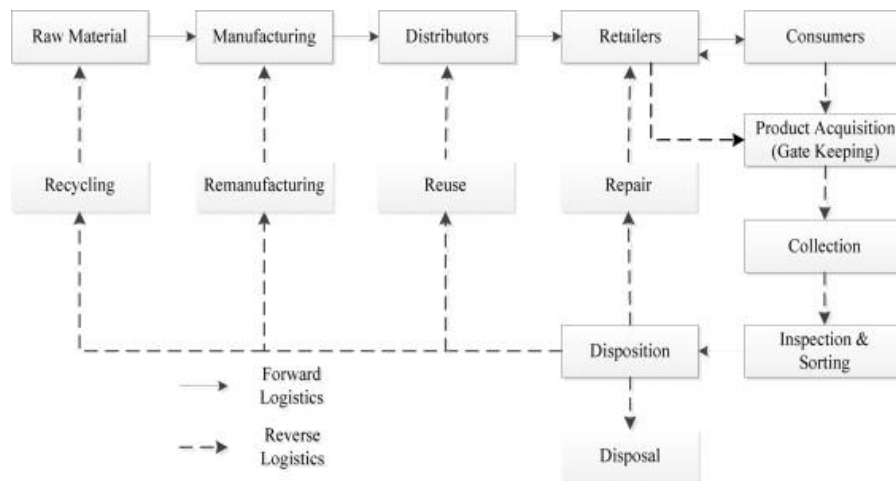 Raw Material
Manufacturing
Distributors
Retailers
Consumers
Product Acquisition
(Gate Keeping)
Recycling
Remanufacturing
Reuse
Repair
Collection
Disposition
Inspection &
Sorting
Forward
Logistics
Reverse
Logistics
Disposal